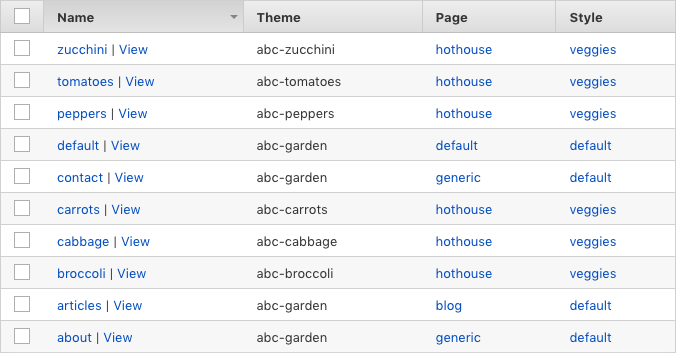 Name Theme Page Style
zucchini | View abc-zucchini hothouse veggies
tomatoes | View abc-tomatoes hothouse veggies
peppers | View abc-peppers hothouse veggies
default | View abc-garden default default
contact | View abc-garden generic default
carrots | View abc-carrots hothouse veggies
cabbage | View abc-cabbage hothouse veggies
broccoli | View abc-broccoli hothouse veggies
articles | View abc-garden blog default
about | View abc-garden generic default